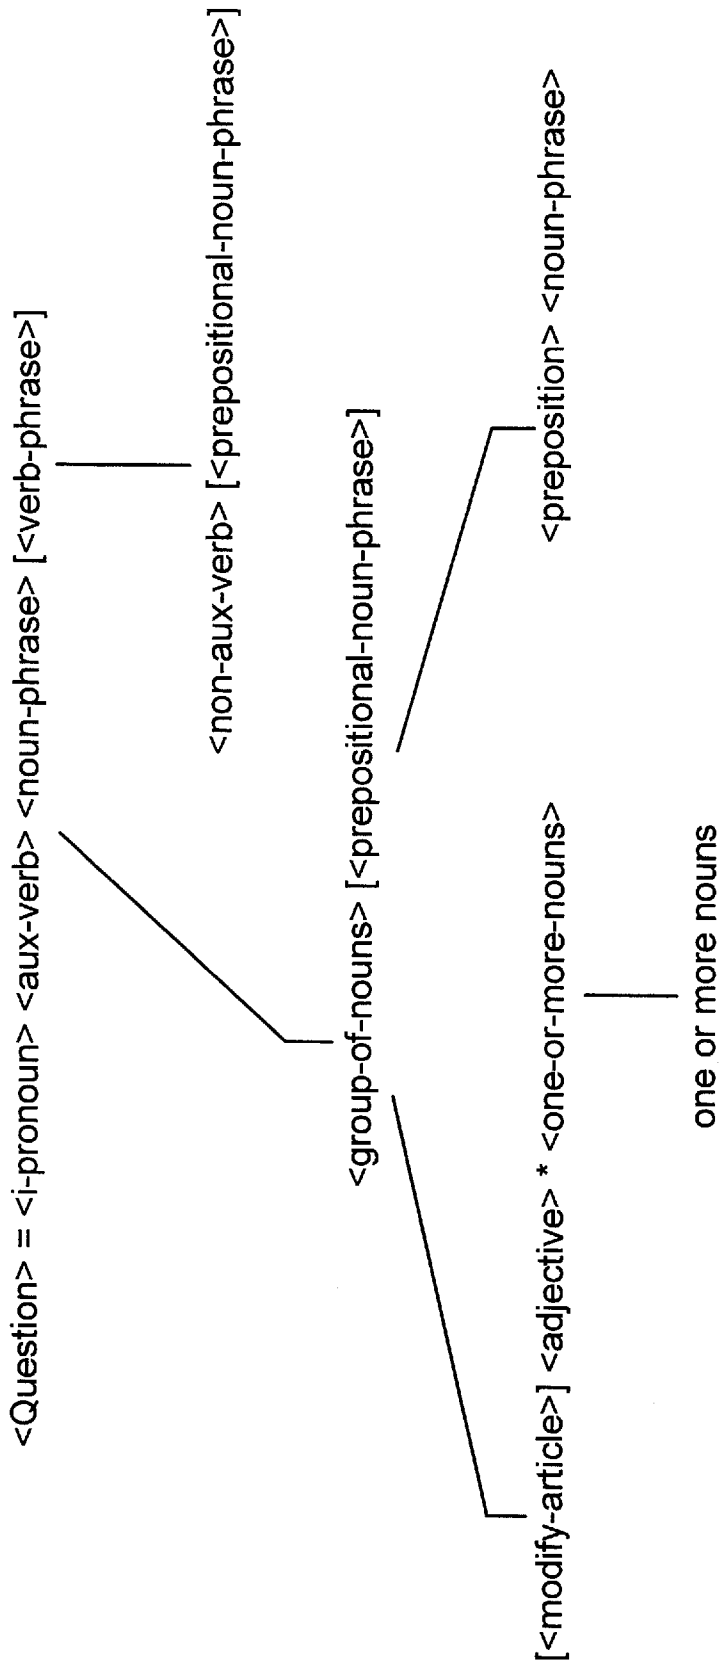 <Question> = <i-pronoun> <aux-verb> <noun-phrase> [<verb-phrase>]
<non-aux-verb> [<prepositional-noun-phrase>]
<group-of-nouns> [<prepositional-noun-phrase>]
[<modify-article>] <adjective> * <one-or-more-nouns>
<preposition> <noun-phrase>
one or more nouns